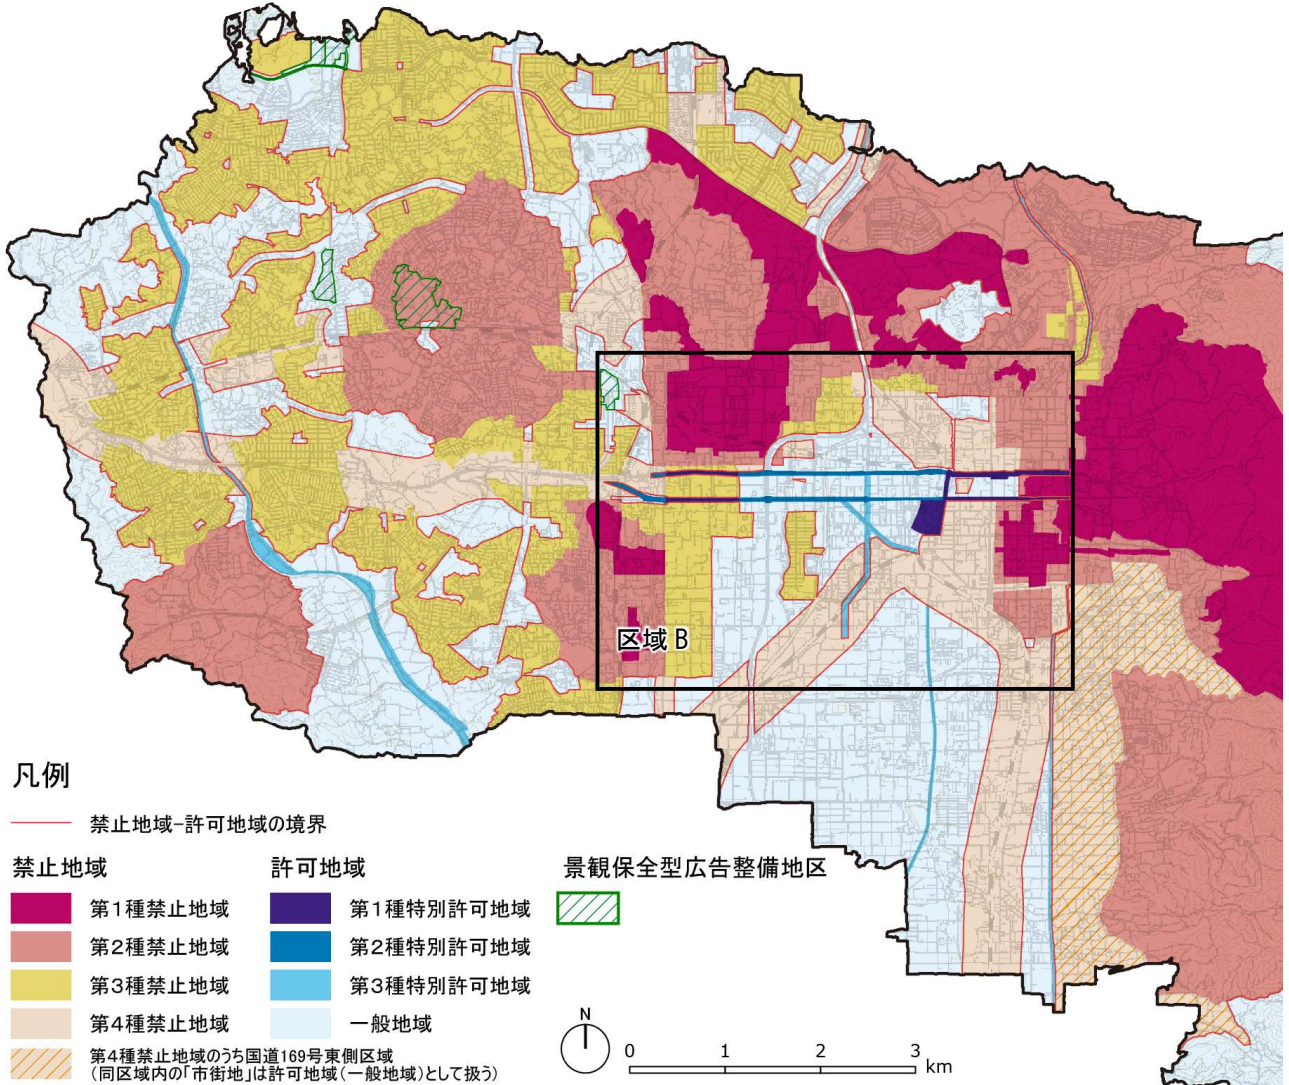 区域 B
凡例
禁止地域-許可地域の境界
禁止地域
第1種禁止地域
第2種禁止地域
第3種禁止地域
第4種禁止地域
第4種禁止地域のうち国道169号東側区域
(同区域内の「市街地」は許可地域(一般地域)として扱う)
許可地域
第1種特別許可地域
第2種特別許可地域
第3種特別許可地域
一般地域
景観保全型広告整備地区
N
0 1 2 3 km